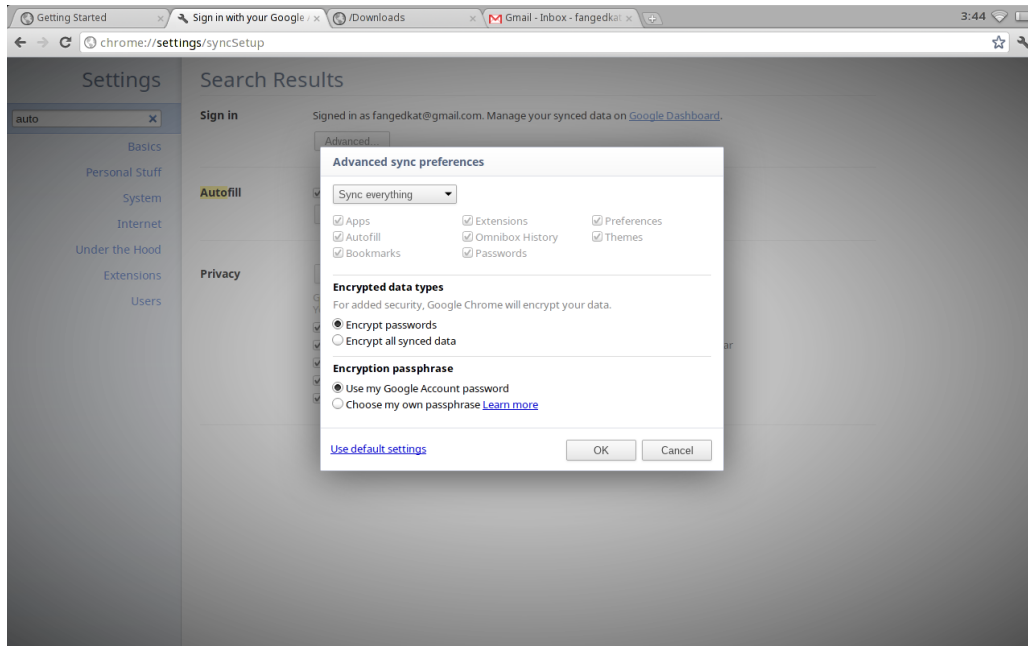 Getting Started
Sign in with your Google
/Downloads
Gmail - Inbox - fangedkat
3:44
chrome://settings/syncSetup
Settings
auto
Basics
Personal Stuff
System
Internet
Under the Hood
Extensions
Users
Search Results
Sign in
Signed in as fangedkat@gmail.com. Manage your synced data on Google Dashboard.
Advanced...
Autofill
Privacy
Advanced sync preferences
Sync everything
Apps Extensions Preferences
Autofill Omnibox History Themes
Bookmarks Passwords
Encrypted data types
For added security, Google Chrome will encrypt your data.
Encrypt passwords
Encrypt all synced data
Encryption passphrase
Use my Google Account password
Choose my own passphrase Learn more
Use default settings
OK Cancel